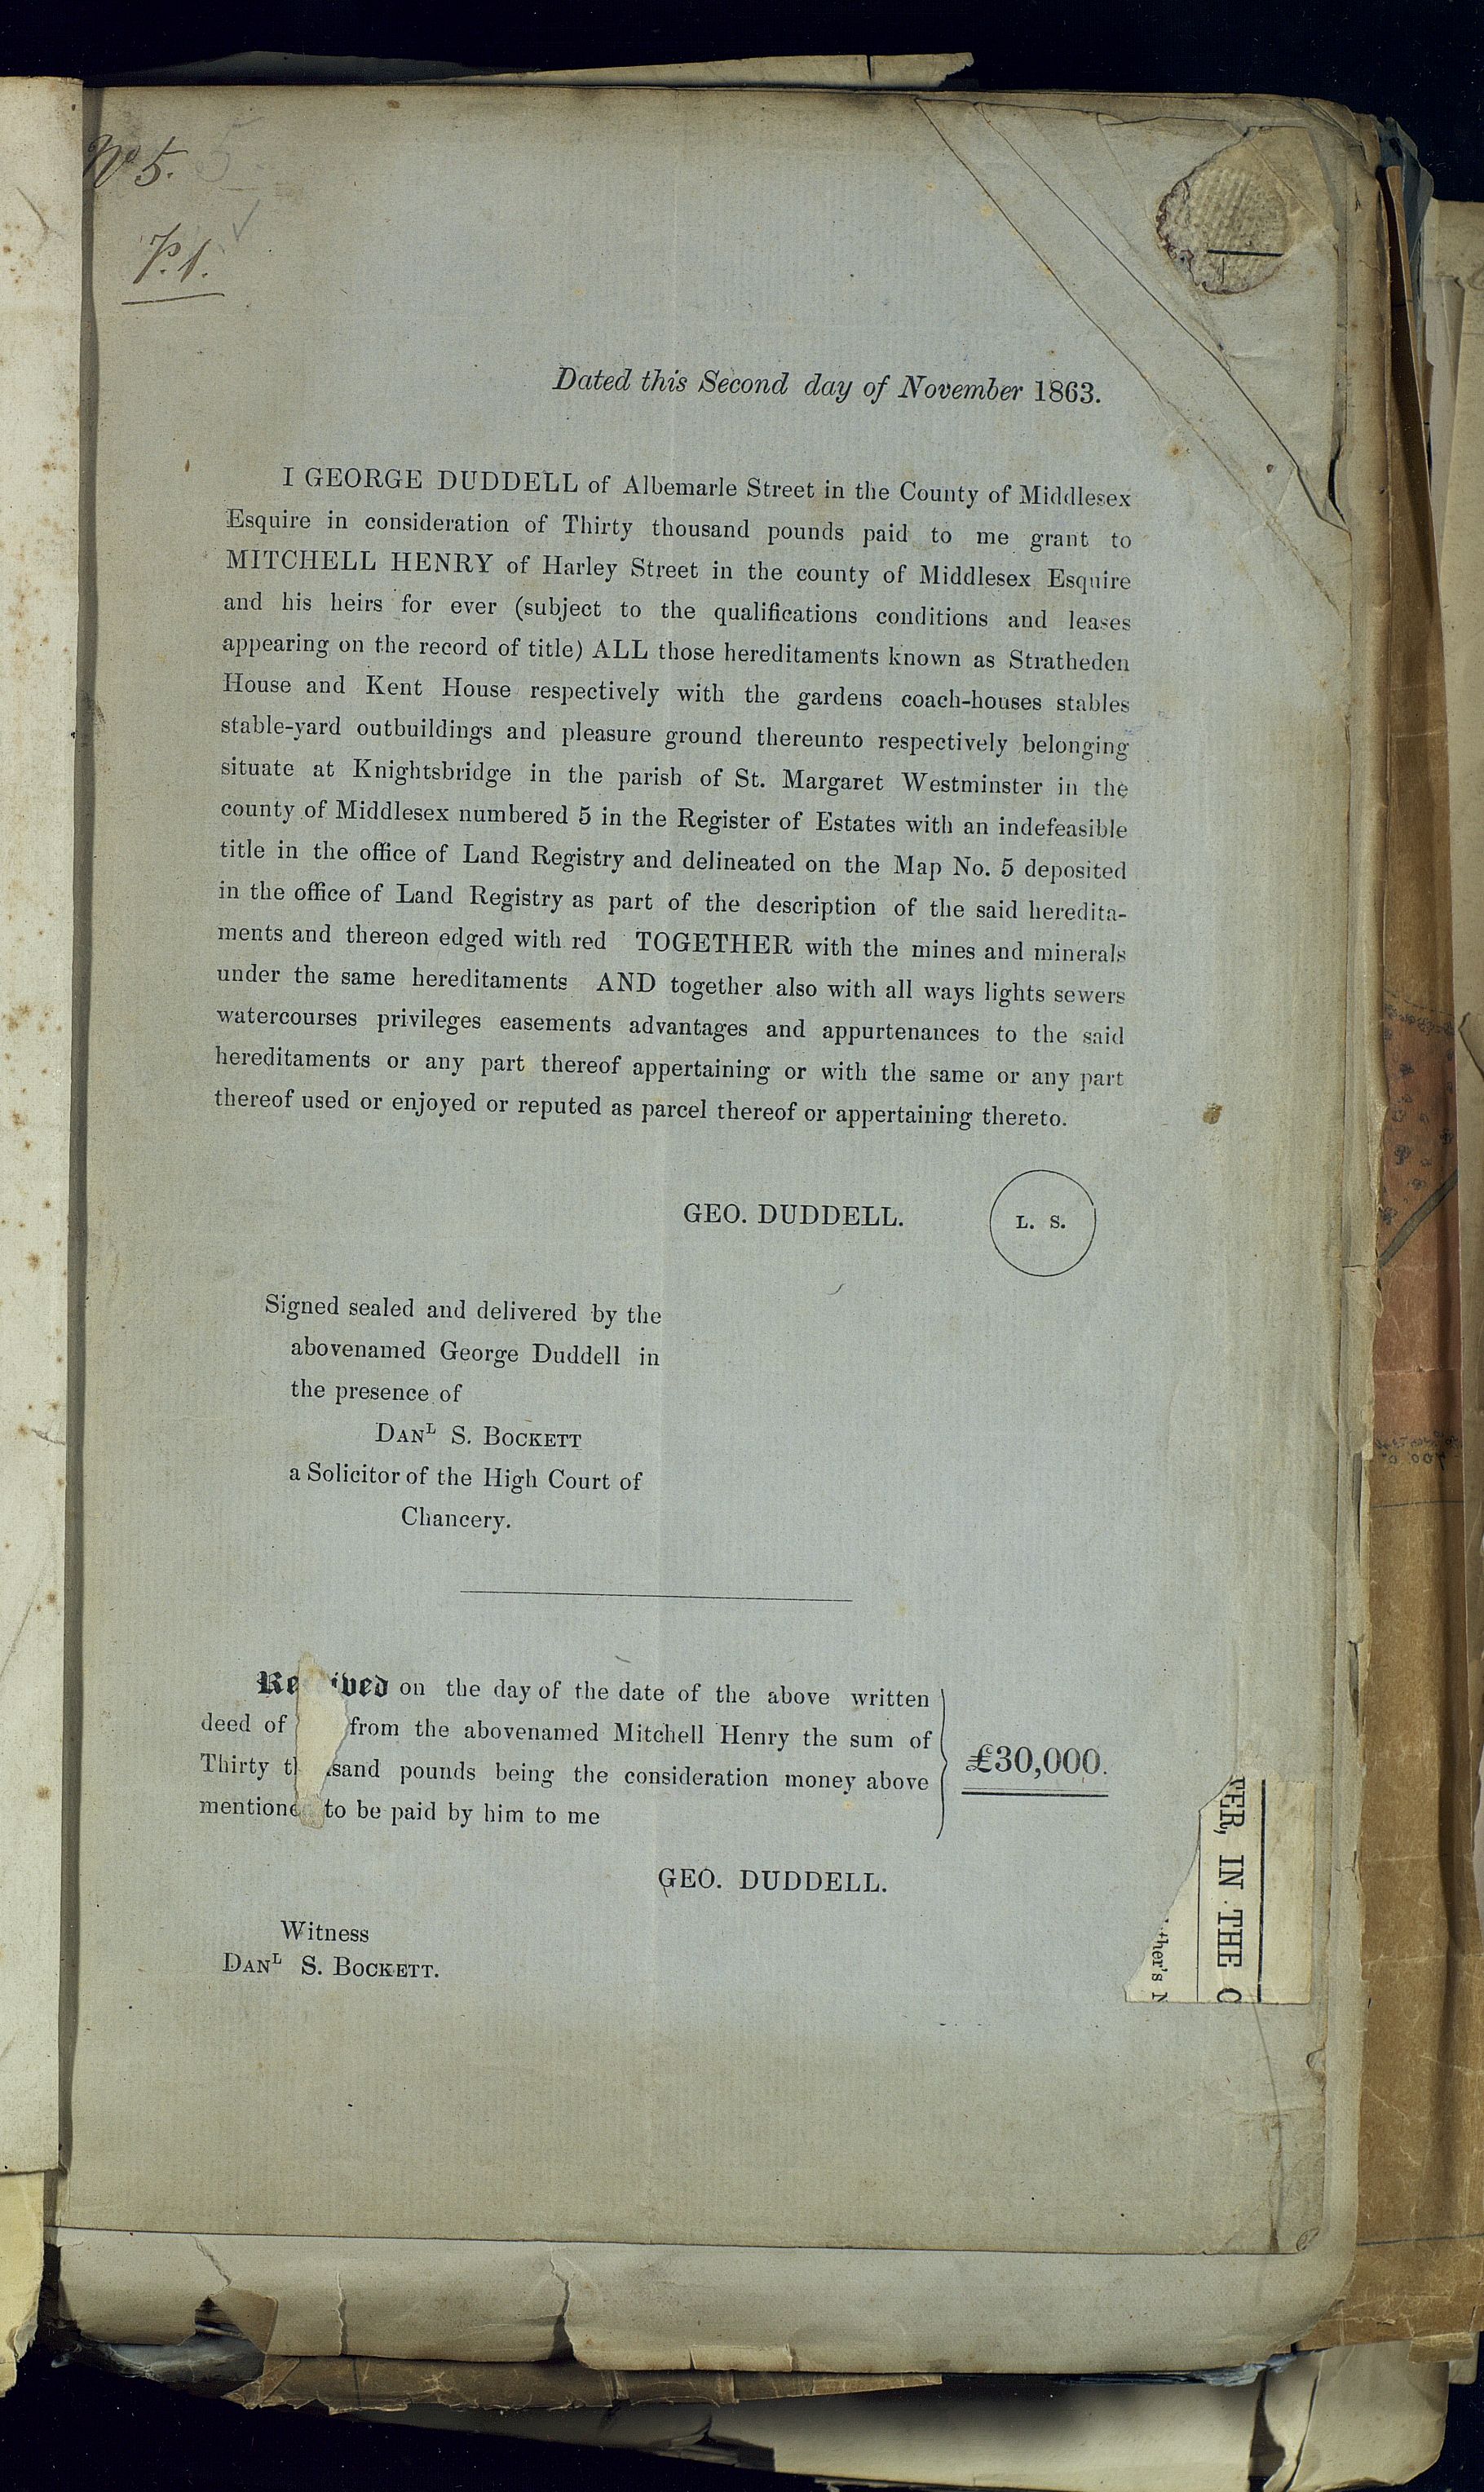 No 5. 5
P.1.
Dated this Second day of November 1863.
I GEORGE DUDDELL of Albemarle Street in the County of Middlesex
Esquire in consideration of Thirty thousand pounds paid to me grant to
MITCHELL HENRY of Harley Street in the county of Middlesex Esquire
and his heirs for ever (subject to the qualifications conditions and leases
appearing on the record of title) ALL those hereditaments known as Stratheden
House and Kent House respectively with the gardens coach-houses stables
stable-yard outbuildings and pleasure ground thereunto respectively belonging
situate at Knightsbridge in the parish of St. Margaret Westminster in the
county of Middlesex numbered 5 in the Register of Estates with an indefeasible
title in the office of Land Registry and delineated on the Map No. 5 deposited
in the office of Land Registry as part of the description of the said heredita-
ments and thereon edged with red TOGETHER with the mines and minerals
under the same hereditaments AND together also with all ways lights sewers
watercourses privileges easements advantages and appurtenances to the said
hereditaments or any part thereof appertaining or with the same or any part
thereof used or enjoyed or reputed as parcel thereof or appertaining thereto.
GEO. DUDDELL. L. S.
Signed sealed and delivered by the
abovenamed George Duddell in
the presence of
DANL S. BOCKETT
a Solicitor of the High Court of
Chancery.
Received on the day of the date of the above written
deed of from the abovenamed Mitchell Henry the sum of
Thirty thousand pounds being the consideration money above
mentioned to be paid by him to me
£30,000.
GEO. DUDDELL.
Witness
DANL S. BOCKETT.
TER, IN THE C
ther's N